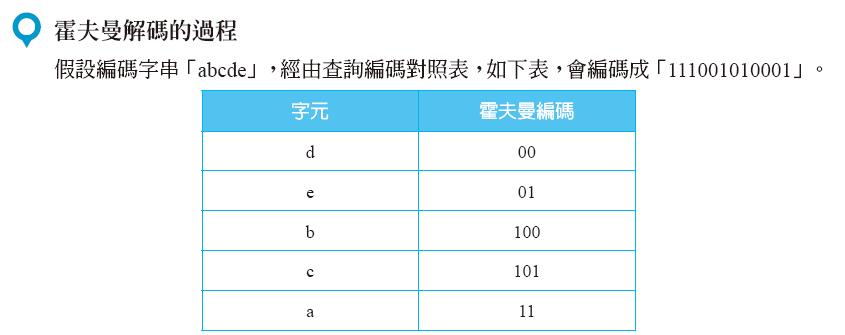 霍夫曼解碼的過程
假設編碼字串「abcde」，經由查詢編碼對照表，如下表，會編碼成「111001010001」。
字元 霍夫曼編碼
d 00
e 01
b 100
c 101
a 11